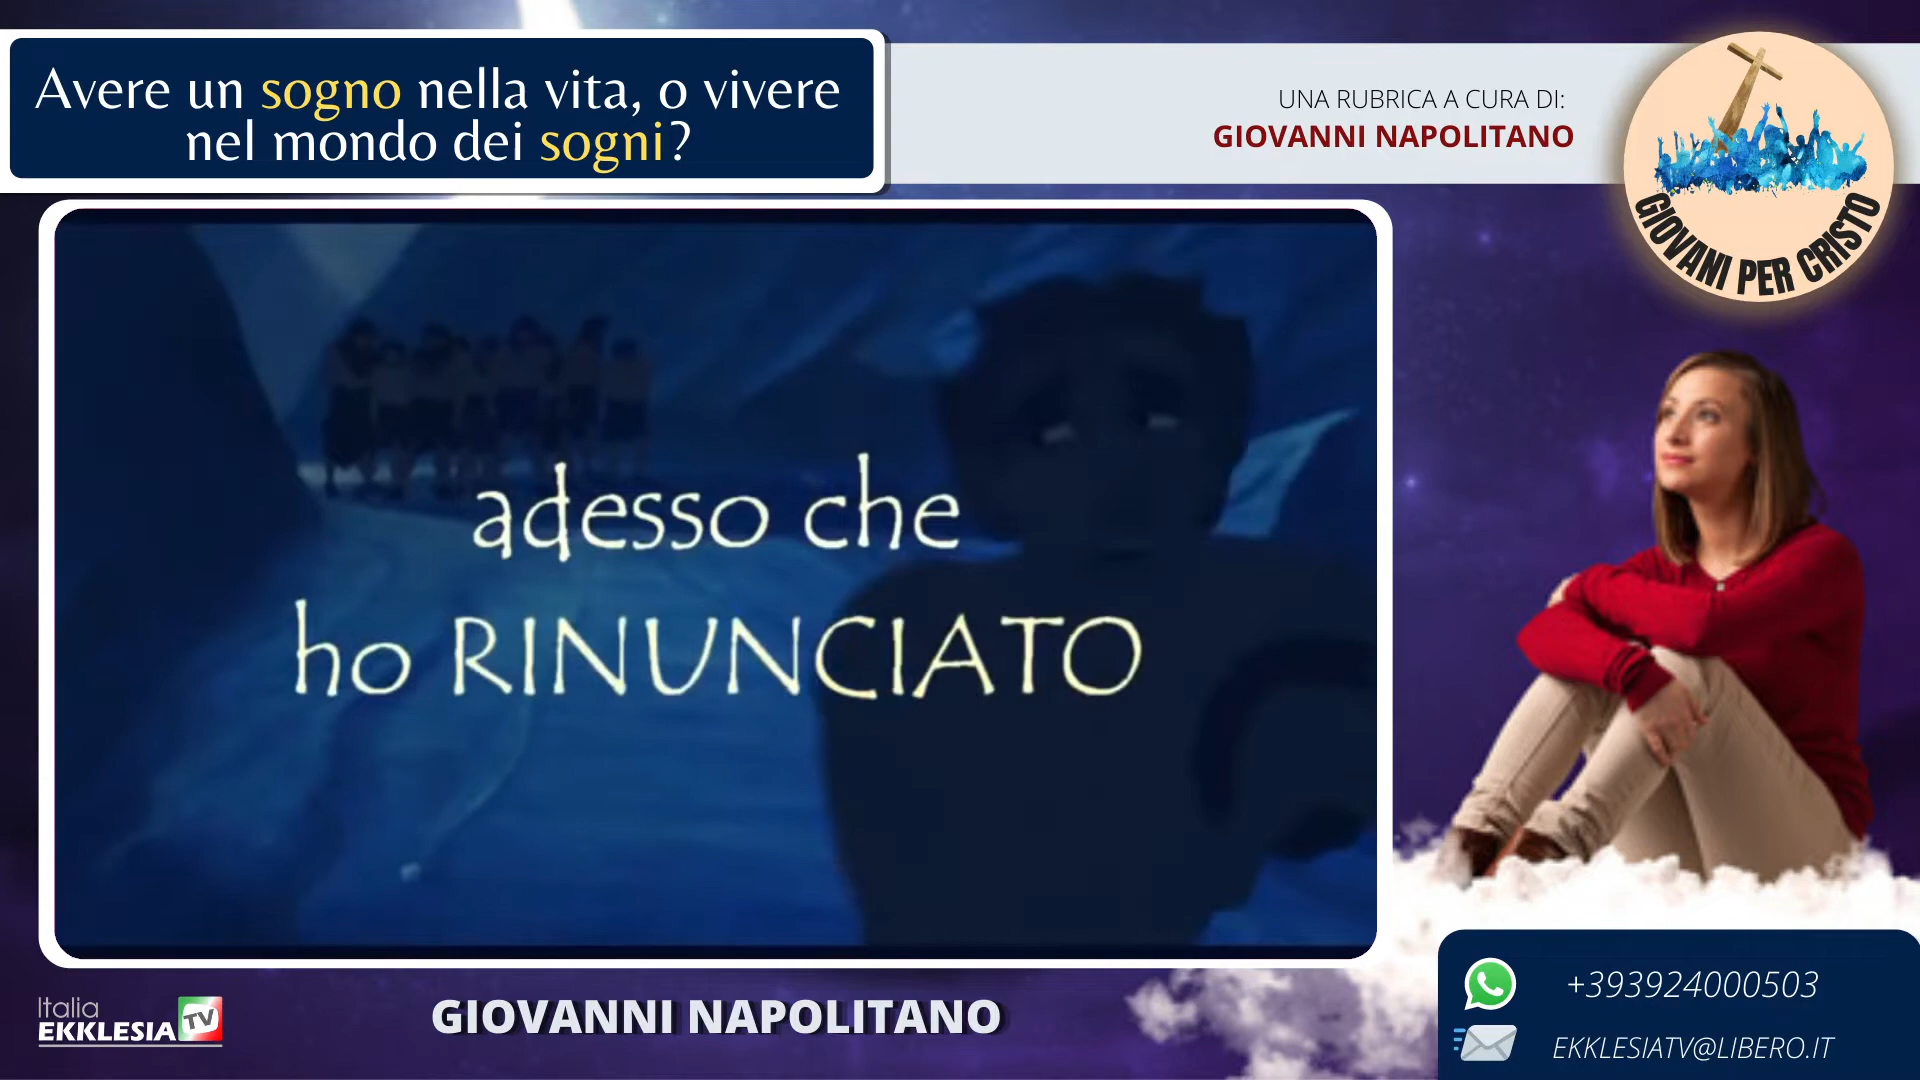 Avere un sogno nella vita, o vivere
nel mondo dei sogni?
UNA RUBRICA A CURA DI:
GIOVANNI NAPOLITANO
GIOVANI PER CRISTO
adesso che
ho RINUNCIATO
Italia
EKKLESIA TV
GIOVANNI NAPOLITANO
+393924000503
EKKLESIATV@LIBERO.IT